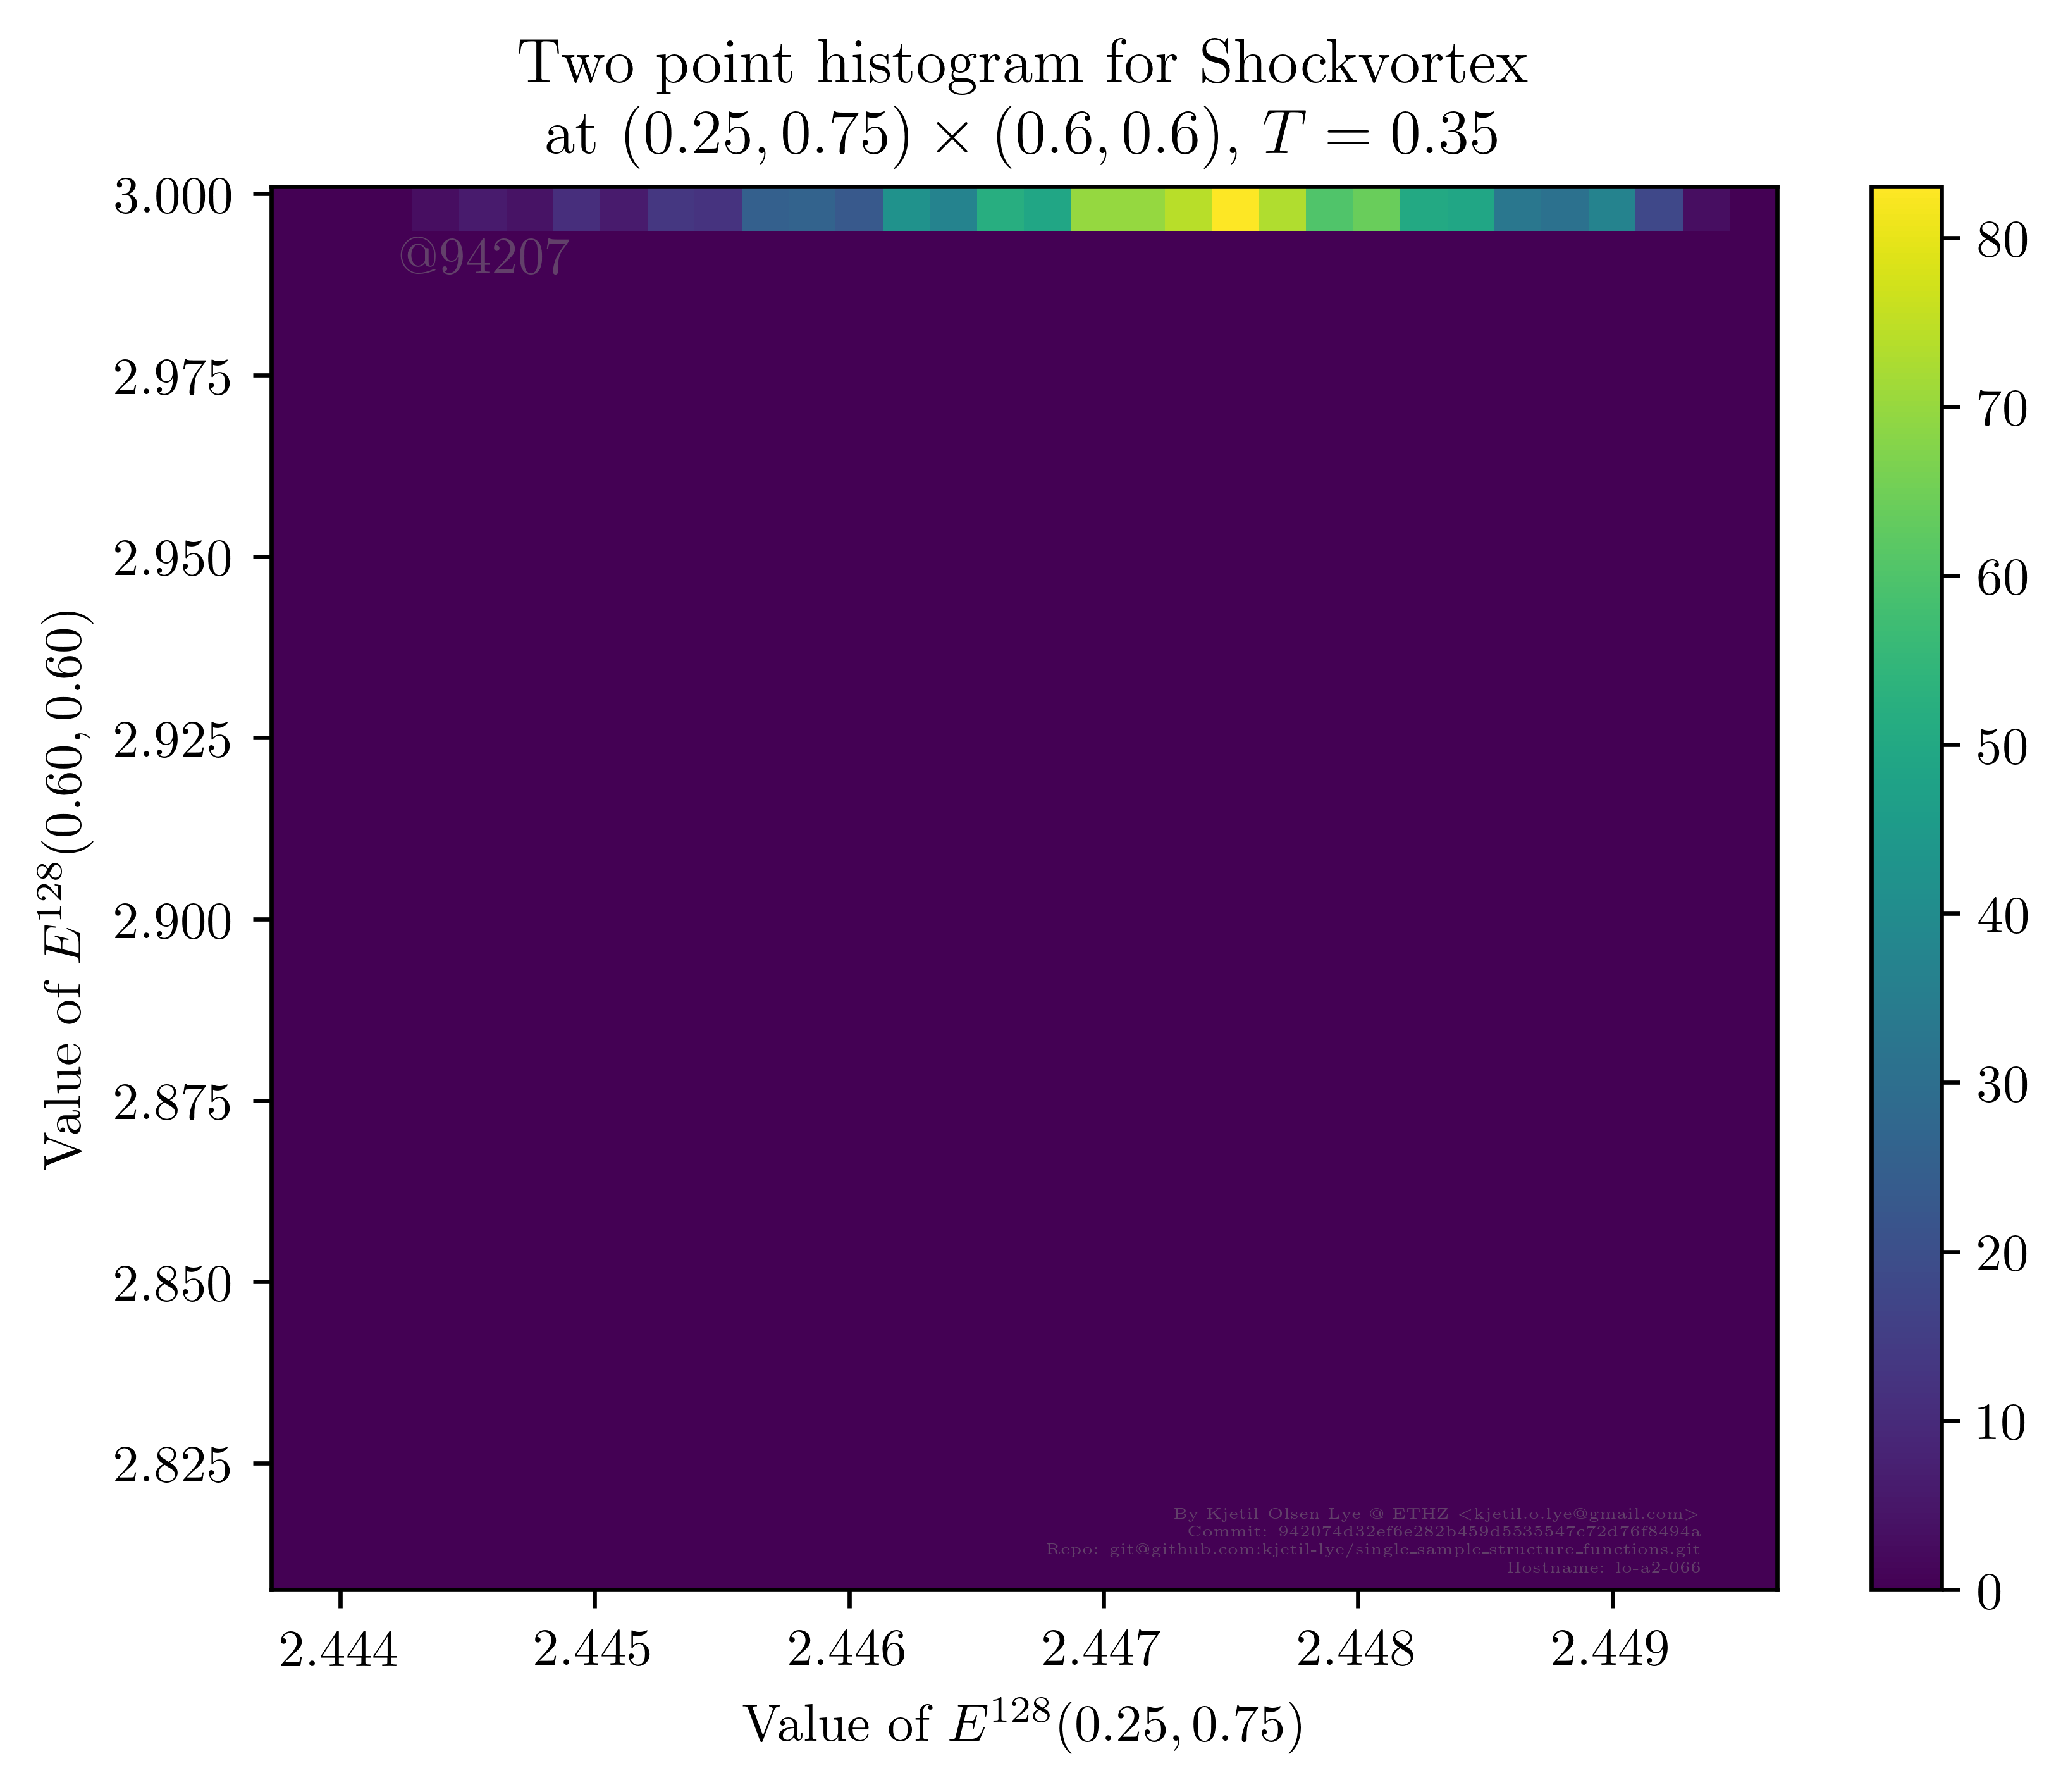 Two point histogram for Shockvortex
at (0.25, 0.75) × (0.6, 0.6), T = 0.35
3.000
2.975
2.950
2.925
2.900
2.875
2.850
2.825
Value of E^128(0.60, 0.60)
@94207
By Kjetil Olsen Lye @ ETHZ <kjetil.o.lye@gmail.com>
Commit: 942074d32ef6e282b459d5535547c72d76f8494a
Repo: git@github.com:kjetil-lye/single_sample_structure_functions.git
Hostname: lo-a2-066
2.444 2.445 2.446 2.447 2.448 2.449
Value of E^128(0.25, 0.75)
80
70
60
50
40
30
20
10
0